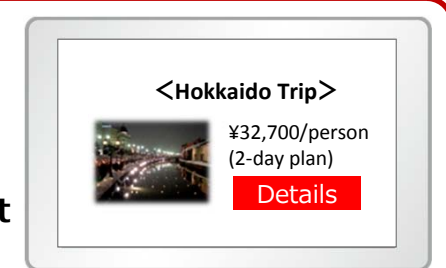 ＜Hokkaido Trip＞
¥32,700/person
(2-day plan)
Details
t